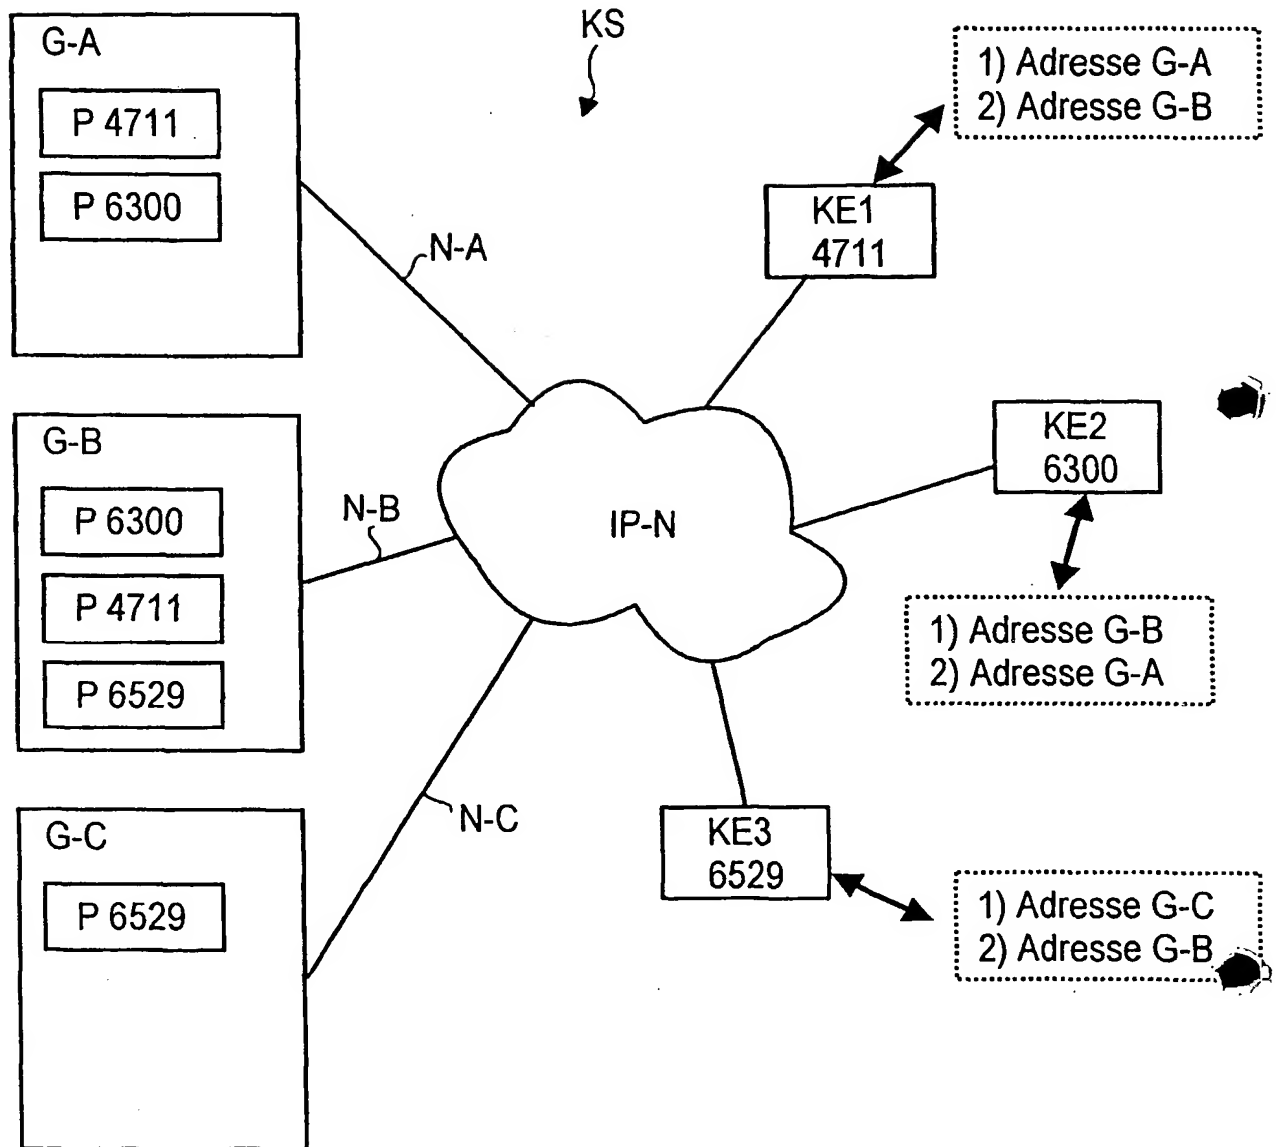 KS
G-A
P 4711
P 6300
N-A
1) Adresse G-A
2) Adresse G-B
KE1
4711
G-B
P 6300
P 4711
P 6529
N-B
IP-N
KE2
6300
1) Adresse G-B
2) Adresse G-A
G-C
P 6529
N-C
KE3
6529
1) Adresse G-C
2) Adresse G-B